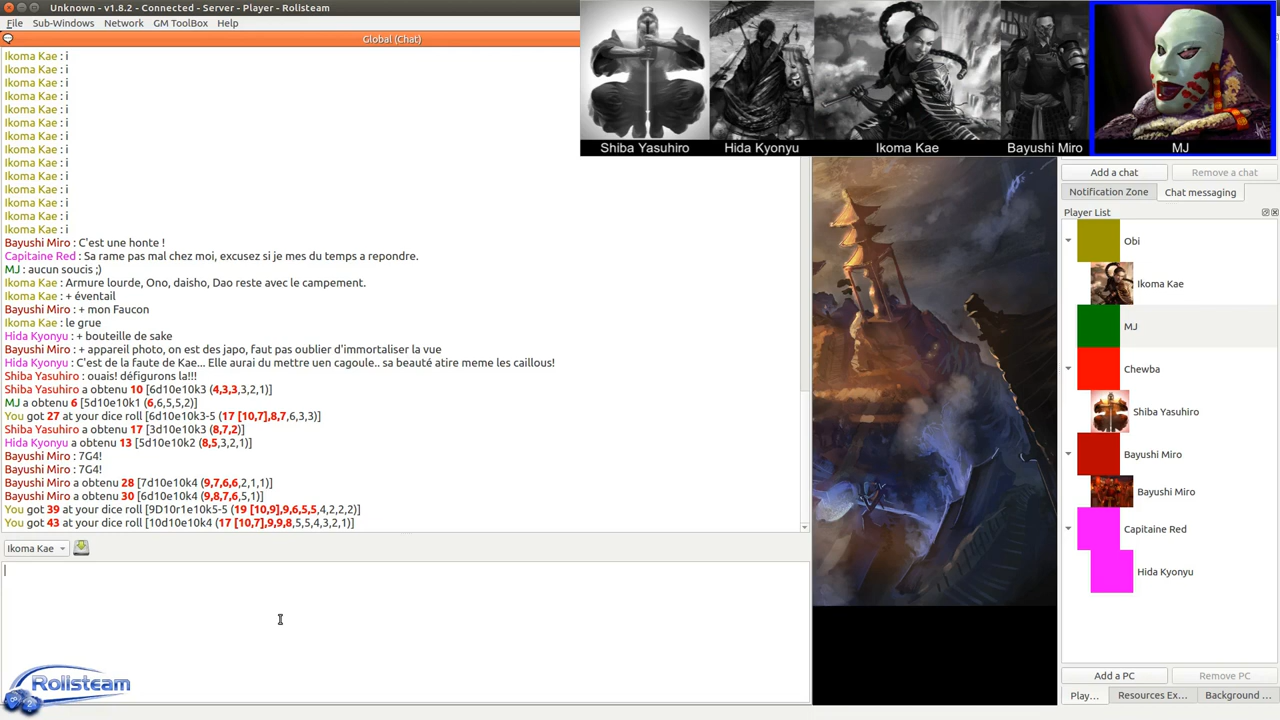 Unknown - v1.8.2 - Connected - Server - Player - Rolisteam
File Sub-Windows Network GM ToolBox Help
Global (Chat)
Ikoma Kae : i
Ikoma Kae : i
Ikoma Kae : i
Ikoma Kae : i
Ikoma Kae : i
Ikoma Kae : i
Ikoma Kae : i
Ikoma Kae : i
Ikoma Kae : i
Ikoma Kae : i
Ikoma Kae : i
Ikoma Kae : i
Ikoma Kae : i
Ikoma Kae : i
Bayushi Miro : C'est une honte !
Capitaine Red : Sa rame pas mal chez moi, excusez si je mes du temps a repondre.
MJ : aucun soucis ;)
Ikoma Kae : Armure lourde, Ono, daisho, Dao reste avec le campement.
Ikoma Kae : + éventail
Bayushi Miro : + mon Faucon
Ikoma Kae : le grue
Hida Kyonyu : + bouteille de sake
Bayushi Miro : + appareil photo, on est des japo, faut pas oublier d'immortaliser la vue
Hida Kyonyu : C'est de la faute de Kae... Elle aurai du mettre uen cagoule.. sa beauté atire meme les caillous!
Shiba Yasuhiro : ouais! défigurons la!!!
Shiba Yasuhiro a obtenu 10 [6d10e10k3 (4,3,3,3,2,1)]
MJ a obtenu 6 [5d10e10k1 (6,6,5,5,2)]
You got 27 at your dice roll [6d10e10k3-5 (17 [10,7],8,7,6,3,3)]
Shiba Yasuhiro a obtenu 17 [3d10e10k3 (8,7,2)]
Hida Kyonyu a obtenu 13 [5d10e10k2 (8,5,3,2,1)]
Bayushi Miro : 7G4!
Bayushi Miro : 7G4!
Bayushi Miro a obtenu 28 [7d10e10k4 (9,7,6,6,2,1,1)]
Bayushi Miro a obtenu 30 [6d10e10k4 (9,8,7,6,5,1)]
You got 39 at your dice roll [9D10r1e10k5-5 (19 [10,9],9,6,5,5,4,2,2,2)]
You got 43 at your dice roll [10d10e10k4 (17 [10,7],9,9,8,5,5,4,3,2,1)]
Ikoma Kae
Rolisteam
Shiba Yasuhiro
Hida Kyonyu
Ikoma Kae
Bayushi Miro
MJ
Add a chat
Remove a chat
Notification Zone
Chat messaging
Player List
Obi
Ikoma Kae
MJ
Chewba
Shiba Yasuhiro
Bayushi Miro
Bayushi Miro
Capitaine Red
Hida Kyonyu
Add a PC
Remove PC
Play...
Resources Ex...
Background ...